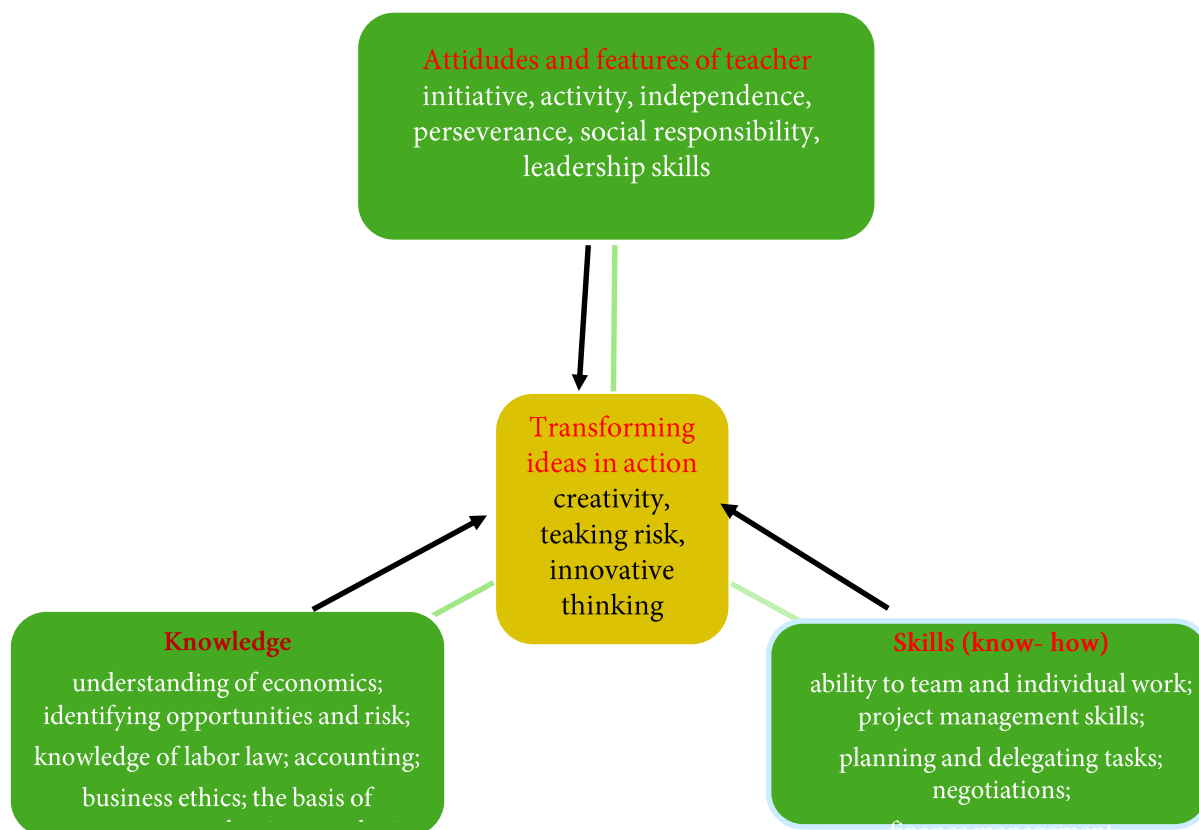 Attidudes and features of teacher
initiative, activity, independence,
perseverance, social responsibility,
leadership skills
Transforming
ideas in action
creativity,
teaking risk,
innovative
thinking
Knowledge
understanding of economics;
identifying opportunities and risk;
knowledge of labor law; accounting;
business ethics; the basis of
Skills (know- how)
ability to team and individual work;
project management skills;
planning and delegating tasks;
negotiations;
finance management